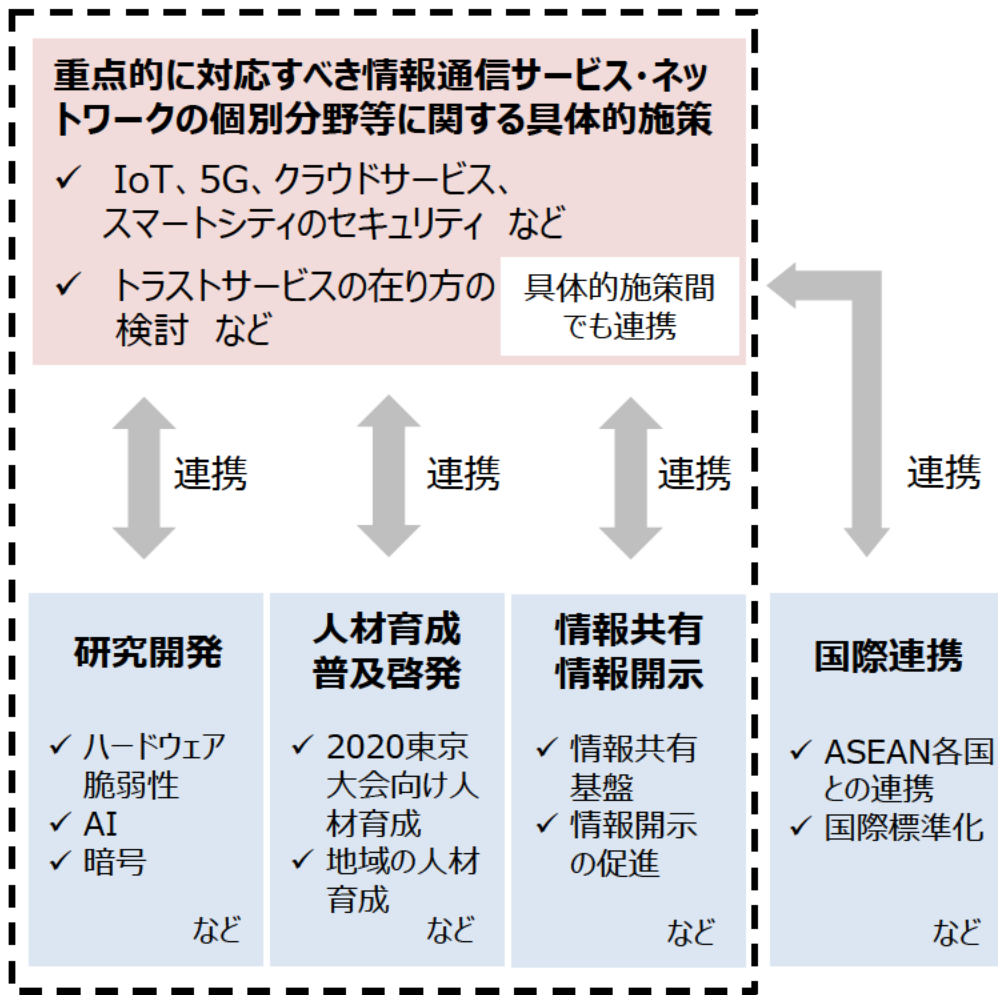 重点的に対応すべき情報通信サービス・ネッ
トワークの個別分野等に関する具体的施策
✓ IoT、5G、クラウドサービス、
スマートシティのセキュリティ など
✓ トラストサービスの在り方の
検討 など
具体的施策間
でも連携
連携
連携
連携
連携
研究開発
✓ ハードウェア
脆弱性
✓ AI
✓ 暗号
など
人材育成
普及啓発
✓ 2020東京
大会向け人
材育成
✓ 地域の人材
育成
など
情報共有
情報開示
✓ 情報共有
基盤
✓ 情報開示
の促進
など
国際連携
✓ ASEAN各国
との連携
✓ 国際標準化
など